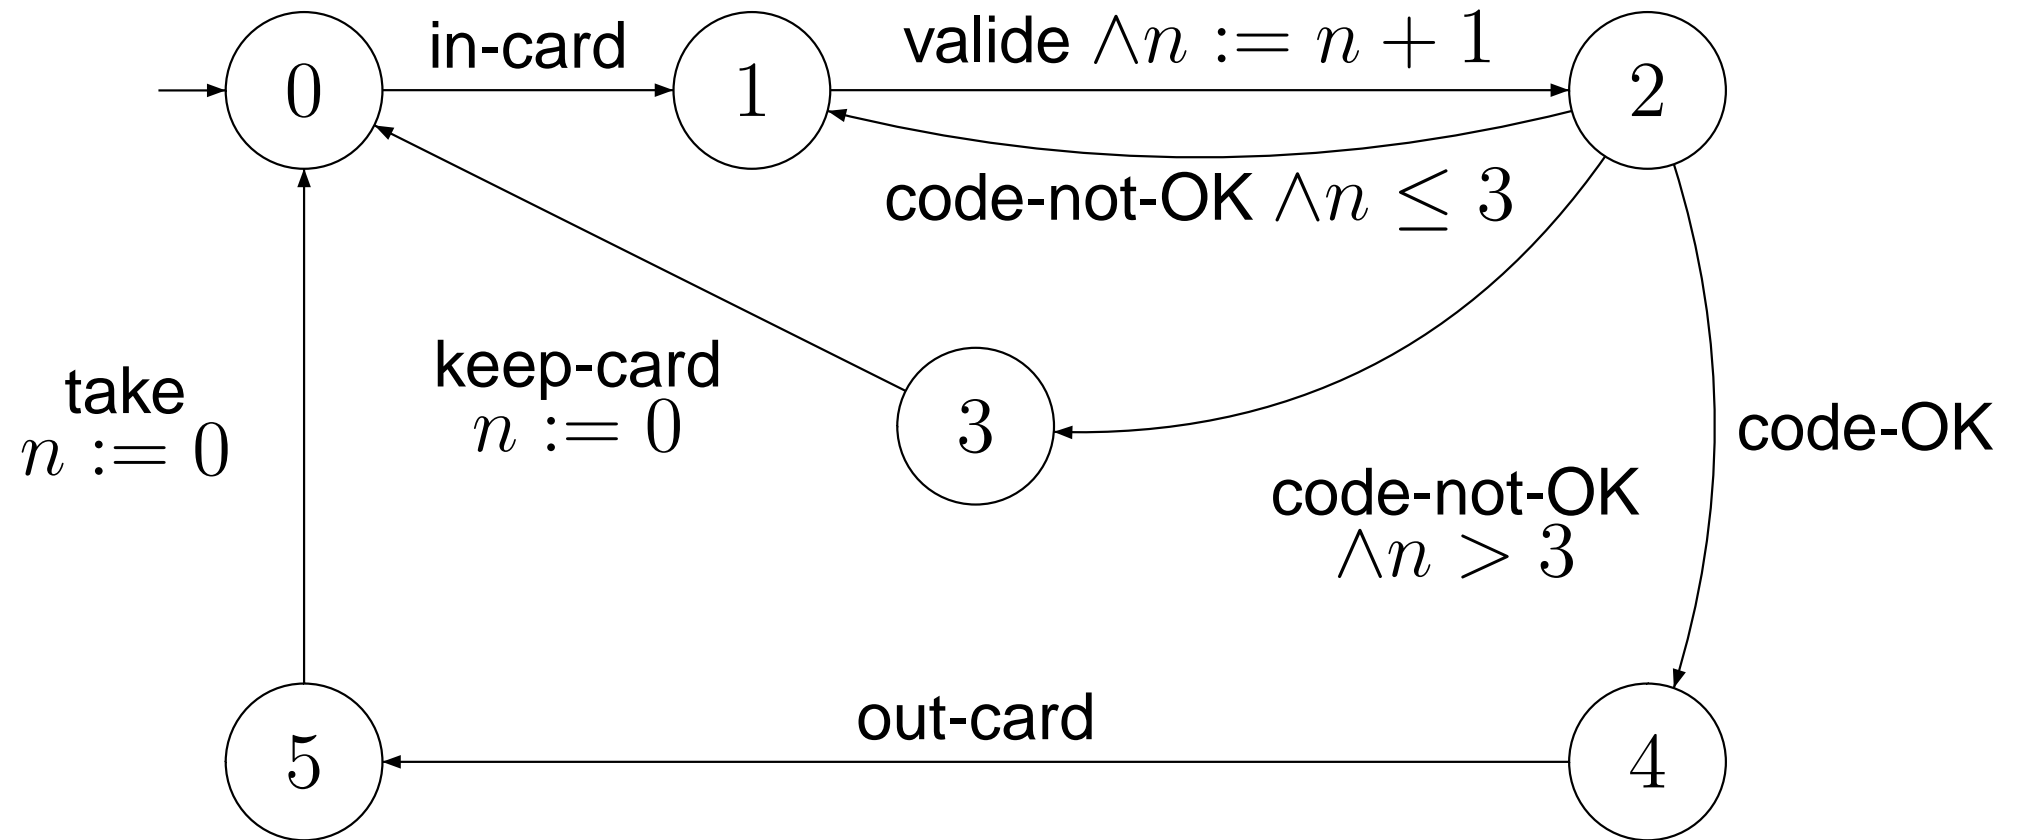 in-card
valide ∧n := n + 1
0
1
2
code-not-OK ∧n ≤ 3
keep-card
n := 0
take
n := 0
3
code-OK
code-not-OK
∧n > 3
out-card
5
4